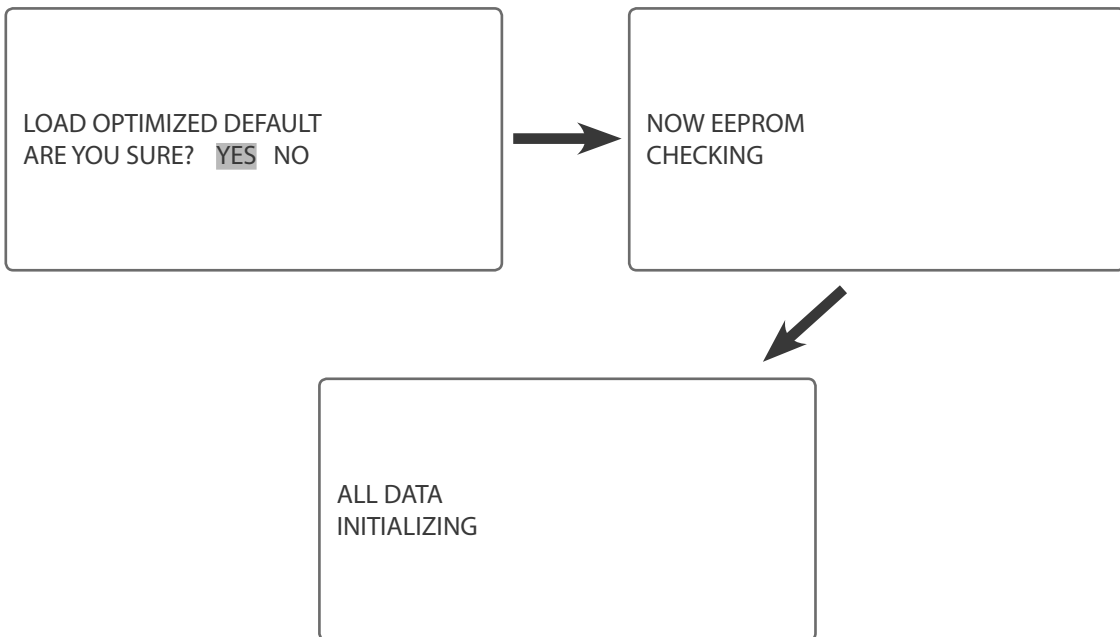 LOAD OPTIMIZED DEFAULT
ARE YOU SURE? YES NO
NOW EEPROM
CHECKING
ALL DATA
INITIALIZING